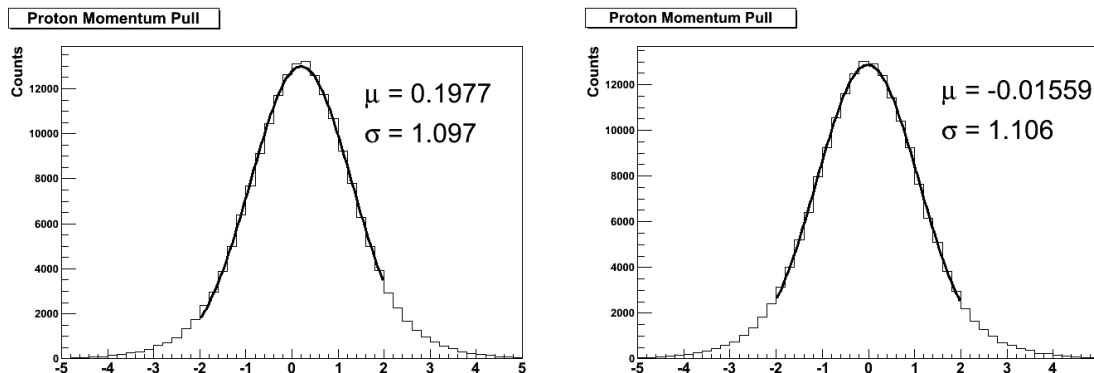 Proton Momentum Pull
Counts
12000
10000
8000
6000
4000
2000
0
-5 -4 -3 -2 -1 0 1 2 3 4 5
μ = 0.1977
σ = 1.097
Proton Momentum Pull
Counts
12000
10000
8000
6000
4000
2000
0
-5 -4 -3 -2 -1 0 1 2 3 4
μ = -0.01559
σ = 1.106